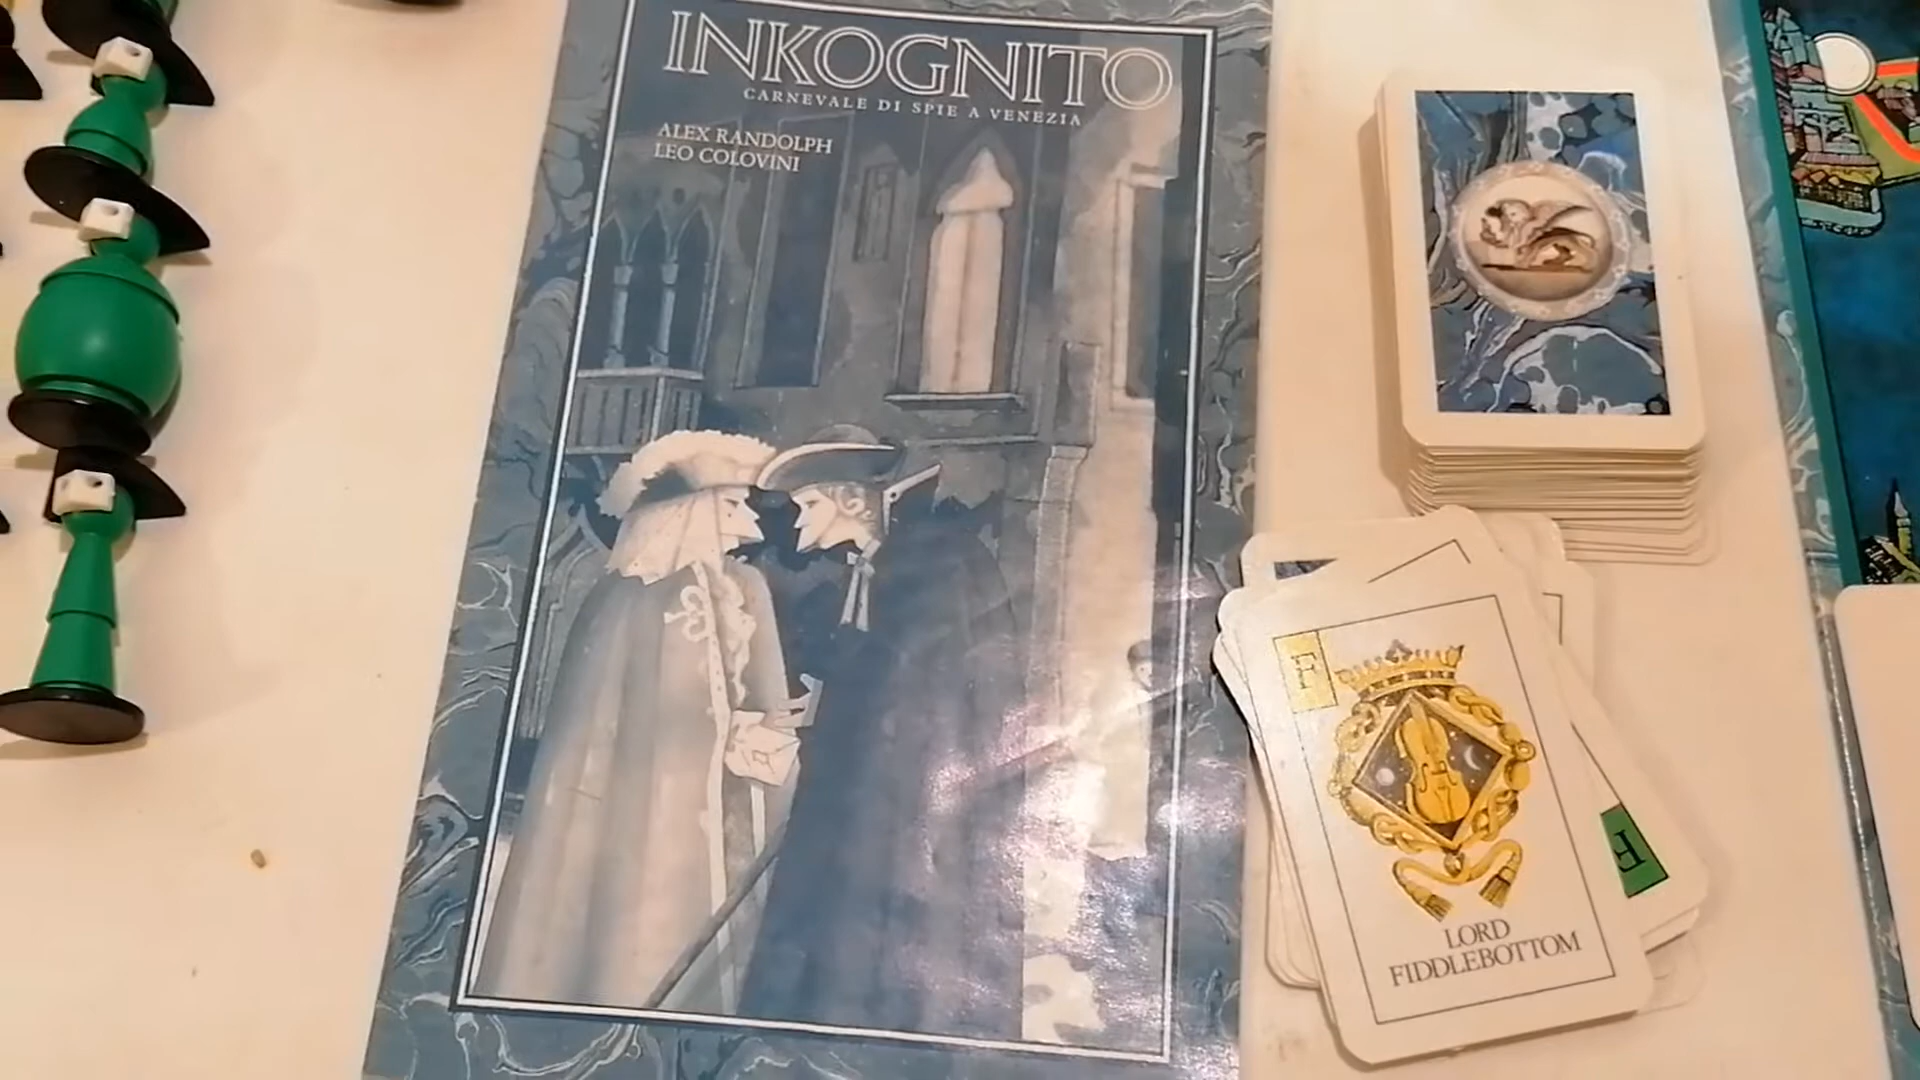 INKOGNITO
CARNEVALE DI SPIE A VENEZIA
ALEX RANDOLPH
LEO COLOVINI
F
LORD
FIDDLEBOTTOM
F